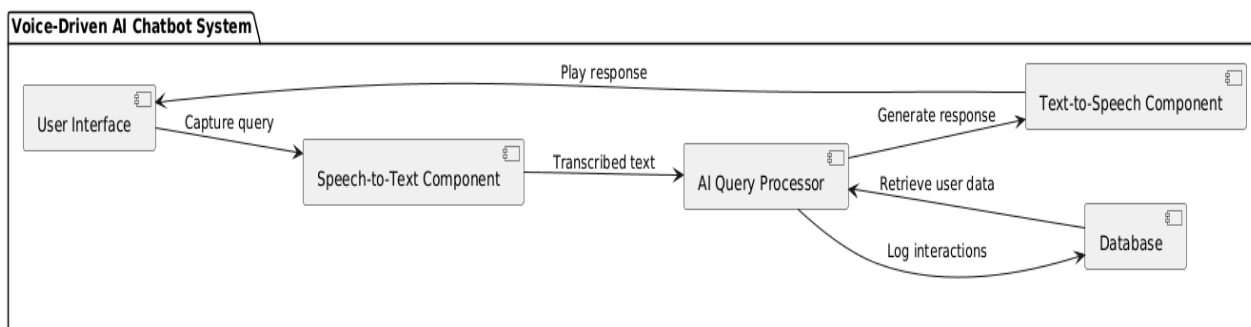 Voice-Driven AI Chatbot System
Play response
User Interface
Text-to-Speech Component
Capture query
Generate response
Speech-to-Text Component
Transcribed text
AI Query Processor
Retrieve user data
Log interactions
Database